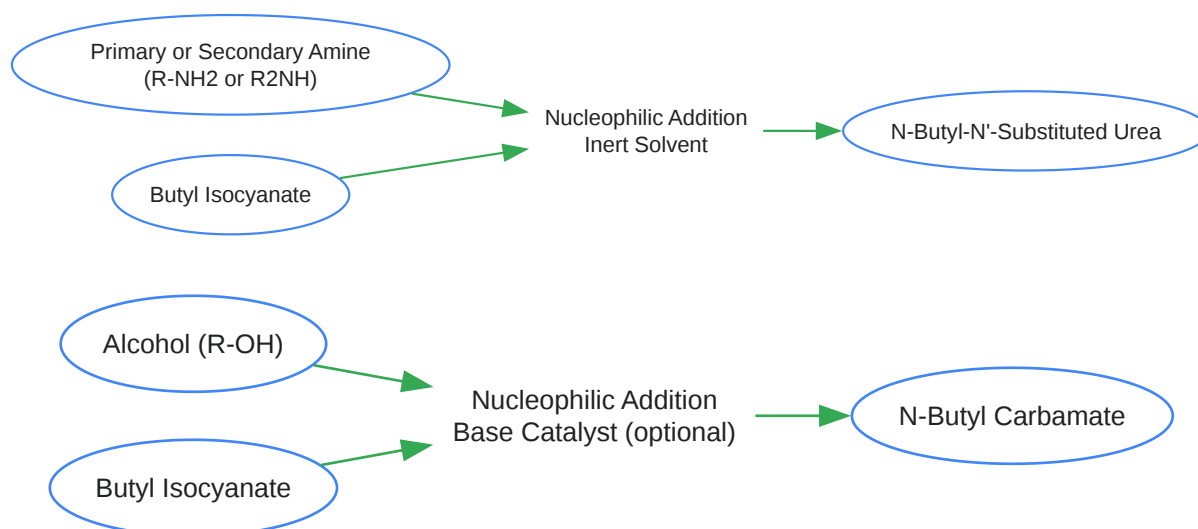 Primary or Secondary Amine
(R-NH2 or R2NH)
Nucleophilic Addition
Inert Solvent
N-Butyl-N'-Substituted Urea
Butyl Isocyanate
Alcohol (R-OH)
Nucleophilic Addition
Base Catalyst (optional)
N-Butyl Carbamate
Butyl Isocyanate